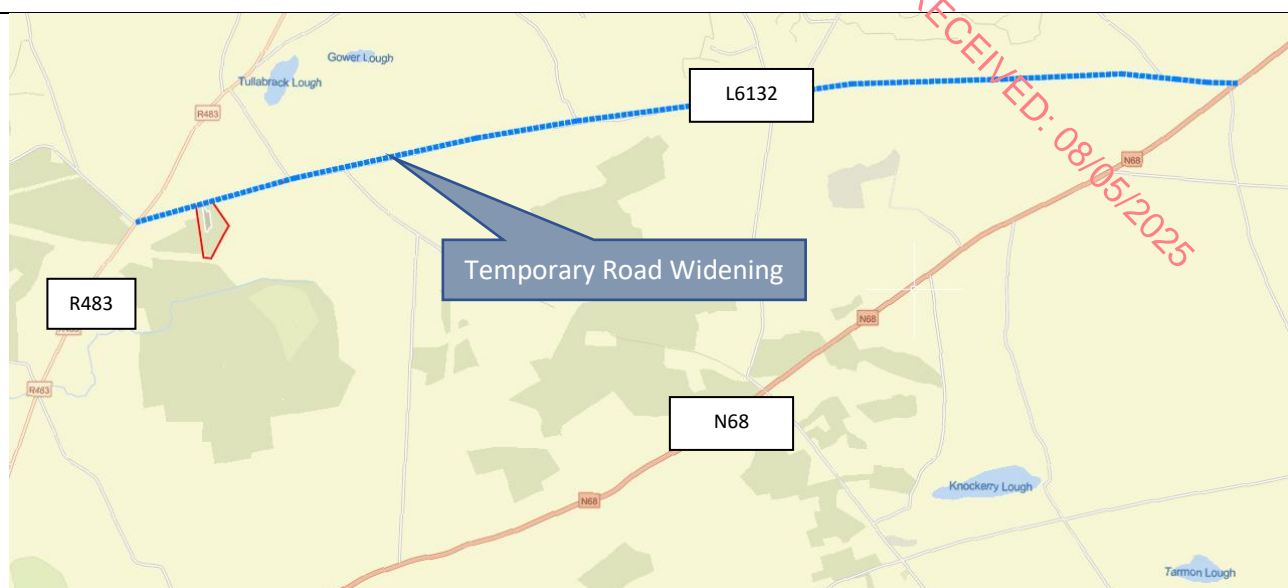 RECEIVED: 08/05/2025
Gower Lough
Tullabrack Lough
L6132
R483
N68
Temporary Road Widening
R483
N68
R483
N68
Knockerry Lough
N68
Tarmon Lough